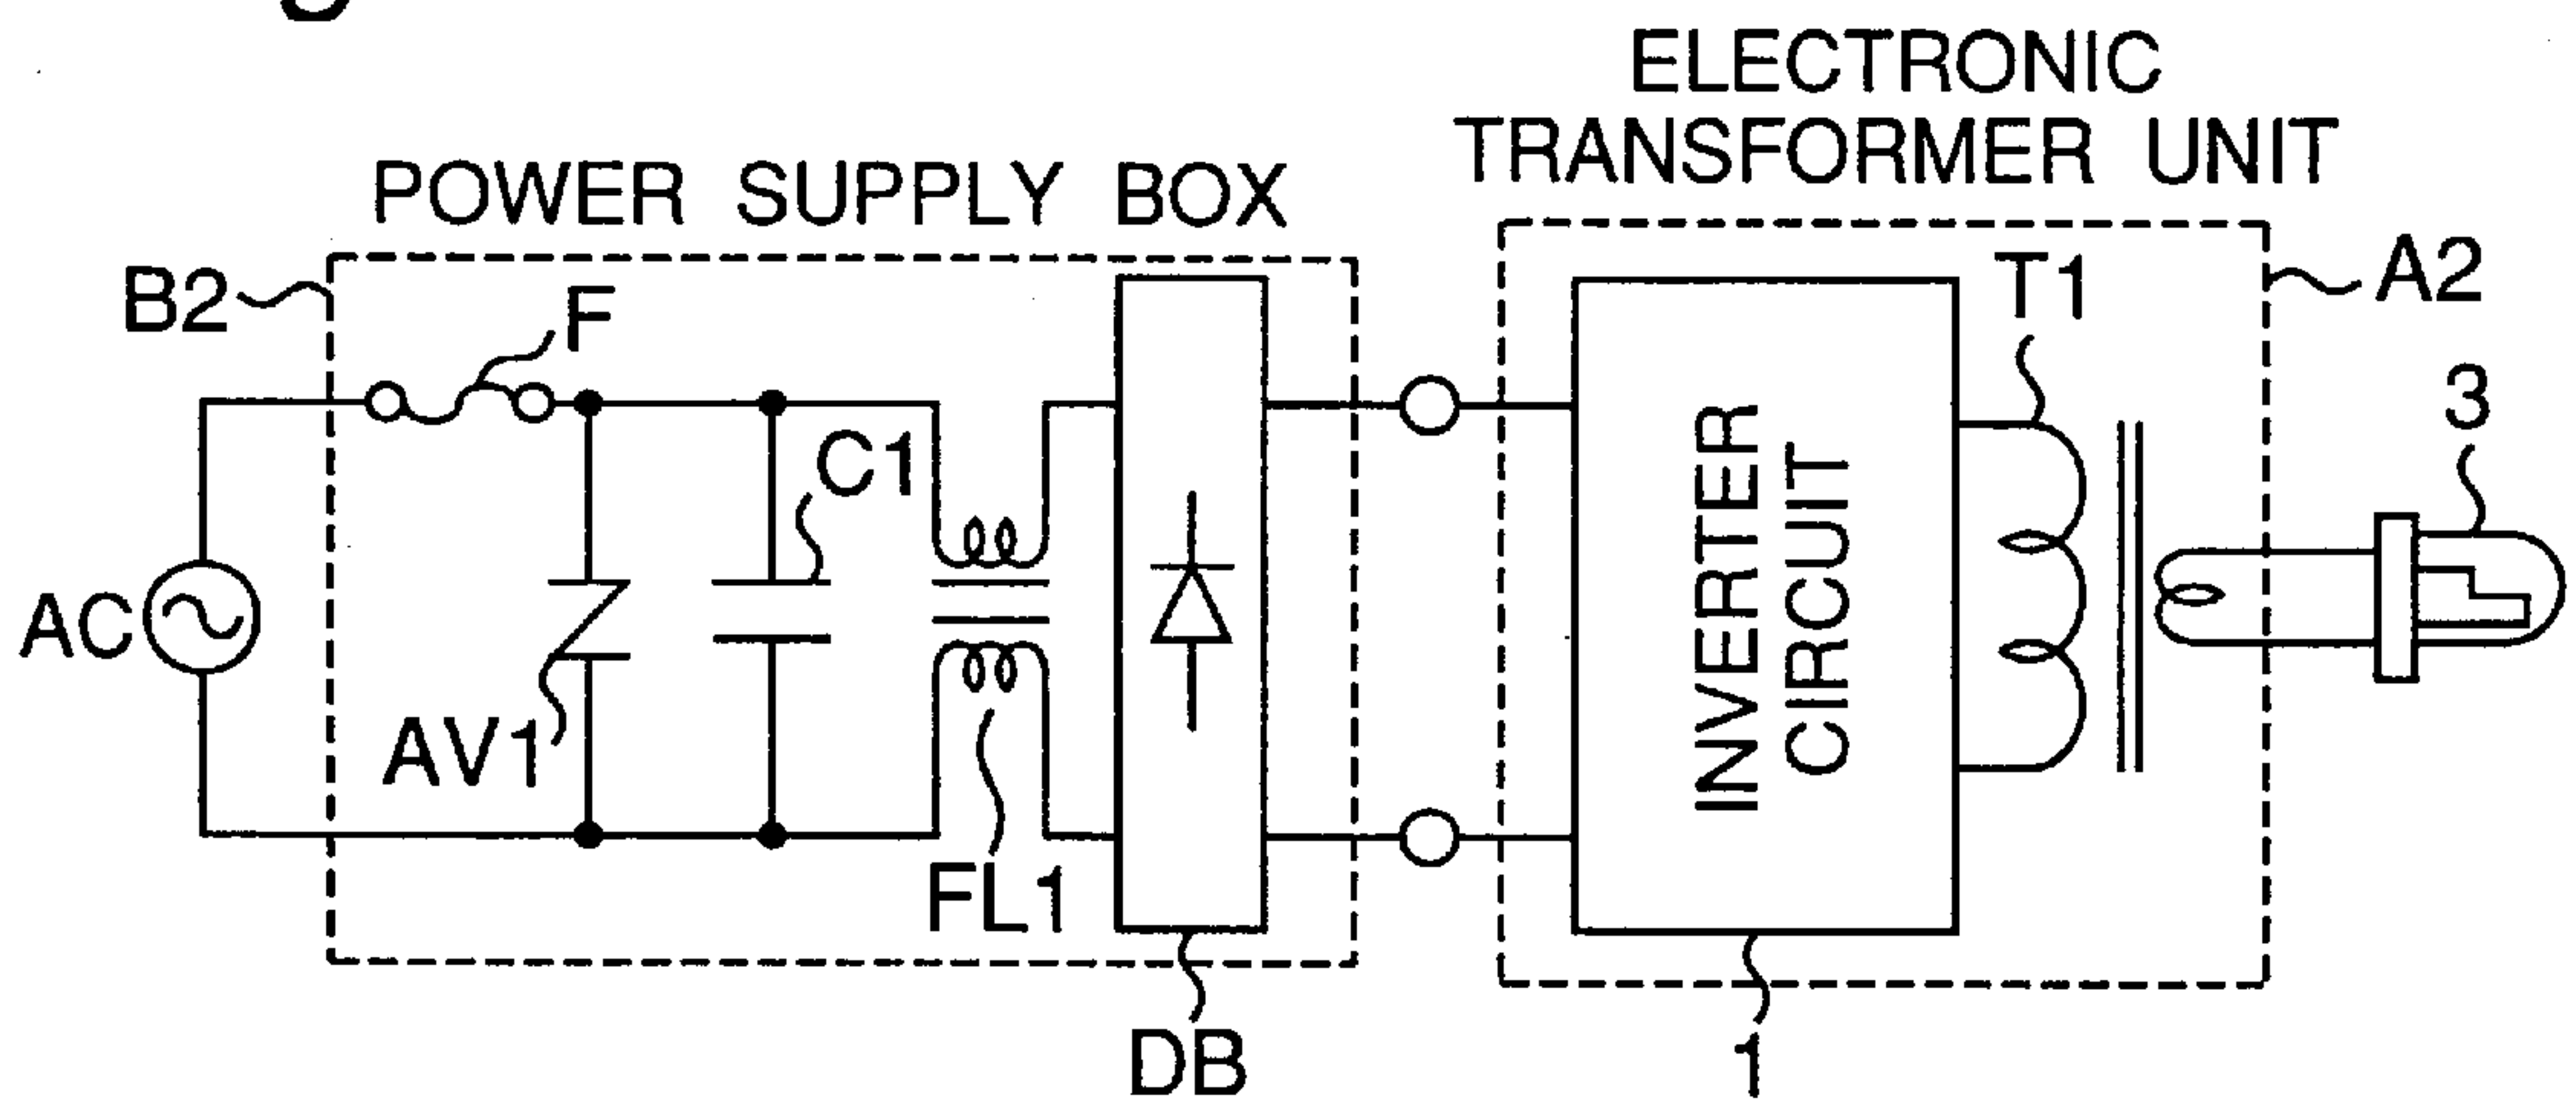 ELECTRONIC
TRANSFORMER UNIT
POWER SUPPLY BOX
B2
F
T1
A2
3
C1
INVERTER
CIRCUIT
AC
AV1
FL1
DB
1